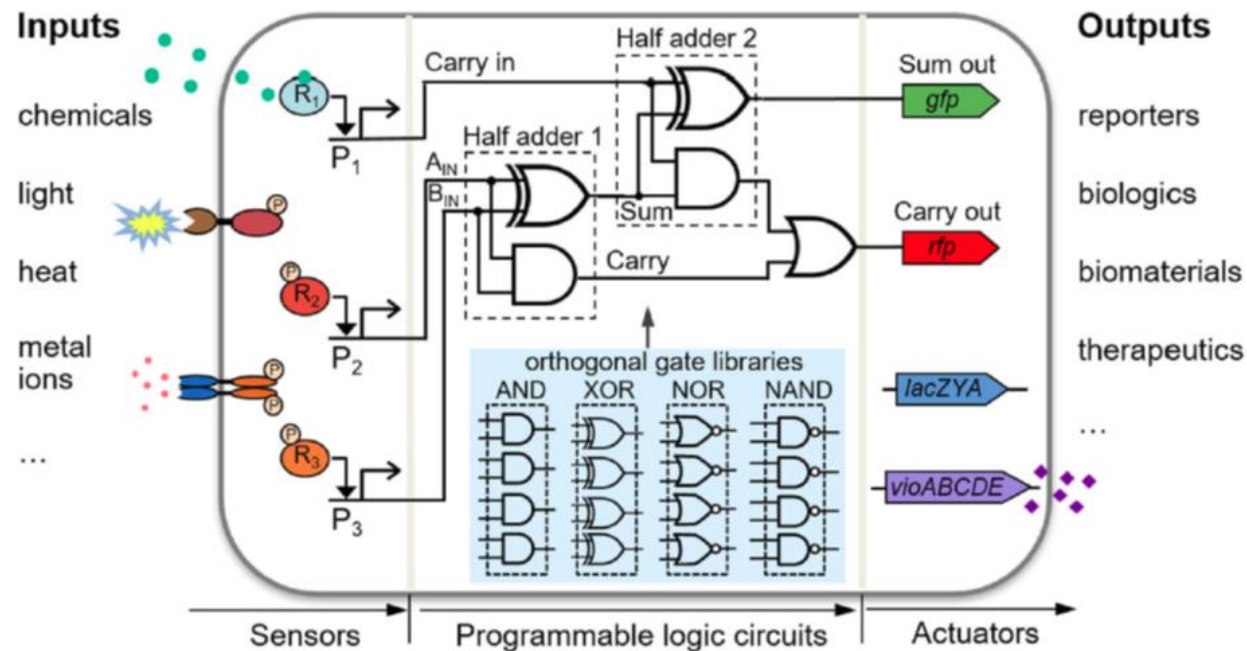 Inputs
chemicals
light
heat
metal
ions
...
R1
P1
P
P
R2
P2
P
P
P
R3
P3
Carry in
Half adder 2
Half adder 1
AIN
BIN
Sum
Carry
orthogonal gate libraries
AND XOR NOR NAND
Sum out
gfp
Carry out
rfp
lacZYA
vioABCDE
Outputs
reporters
biologics
biomaterials
therapeutics
...
Sensors Programmable logic circuits Actuators